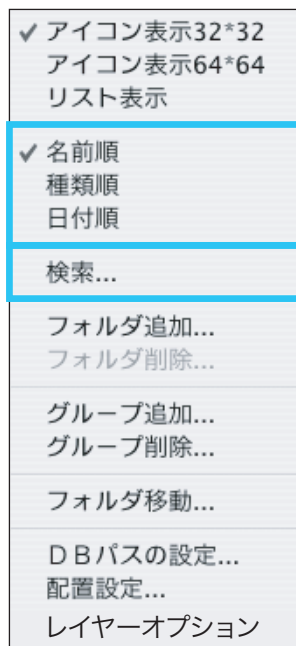 ✓ アイコン表示32*32
アイコン表示64*64
リスト表示
✓ 名前順
種類順
日付順
検索...
フォルダ追加...
フォルダ削除...
グループ追加...
グループ削除...
フォルダ移動...
ＤＢパスの設定...
配置設定...
レイヤーオプション